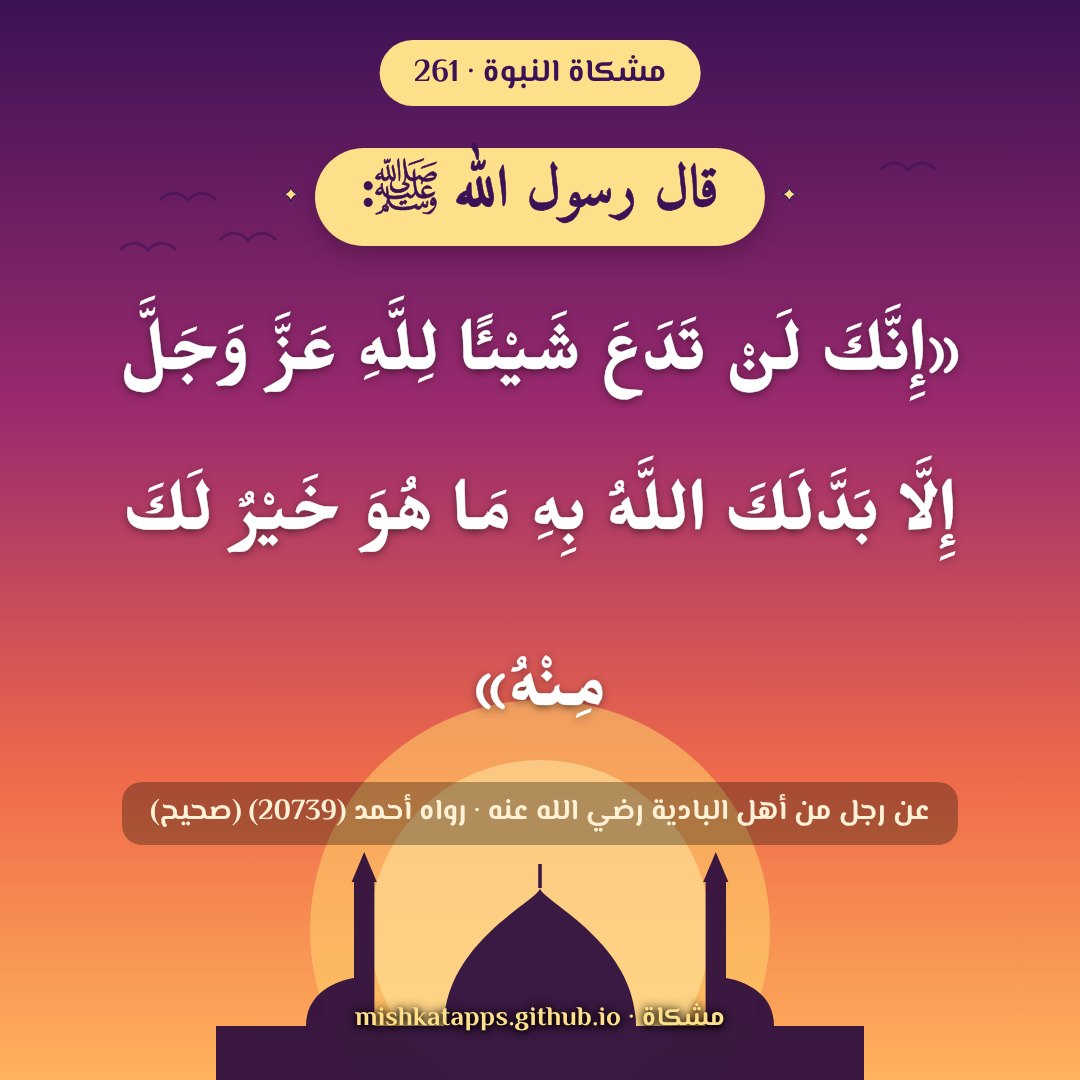 مشكاة النبوة · 261
قال رسول الله ﷺ:
«إِنَّكَ لَنْ تَدَعَ شَيْئًا لِلَّهِ عَزَّ وَجَلَّ
إِلَّا بَدَّلَكَ اللَّهُ بِهِ مَا هُوَ خَيْرٌ لَكَ
مِنْهُ»
عن رجل من أهل البادية رضي الله عنه · رواه أحمد (20739) (صحيح)
مشكاة · mishkatapps.github.io